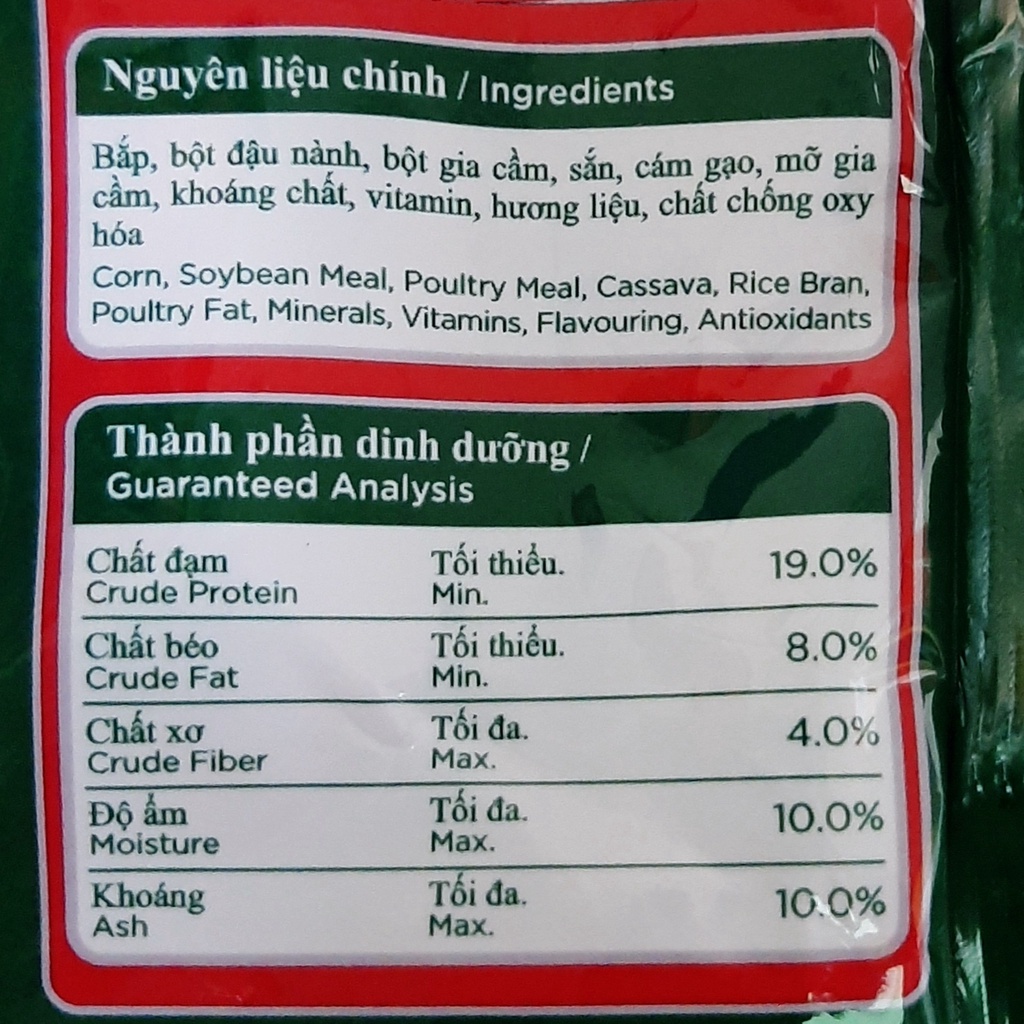 Nguyên liệu chính / Ingredients
Bắp, bột đậu nành, bột gia cầm, sắn, cám gạo, mỡ gia
cầm, khoáng chất, vitamin, hương liệu, chất chống oxy
hóa
Corn, Soybean Meal, Poultry Meal, Cassava, Rice Bran,
Poultry Fat, Minerals, Vitamins, Flavouring, Antioxidants
Thành phần dinh dưỡng /
Guaranteed Analysis
Chất đạm Tối thiểu. 19.0%
Crude Protein Min.
Chất béo Tối thiểu. 8.0%
Crude Fat Min.
Chất xơ Tối đa. 4.0%
Crude Fiber Max.
Độ ẩm Tối đa. 10.0%
Moisture Max.
Khoáng Tối đa. 10.0%
Ash Max.